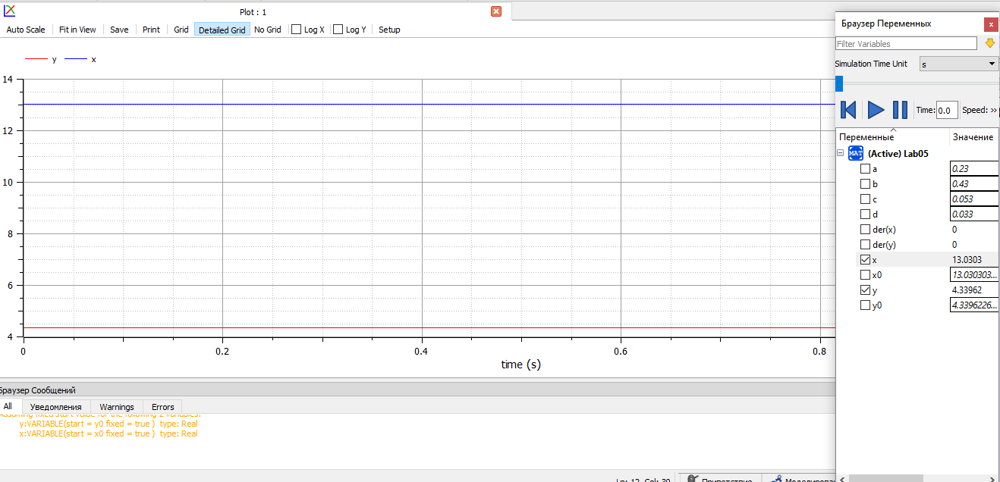 Plot : 1
Auto Scale Fit in View Save Print Grid Detailed Grid No Grid Log X Log Y Setup
y x
14
12
10
8
6
4
0 0.2 0.4 0.6 0.8
time (s)
Браузер Сообщений
All Уведомления Warnings Errors
Assuming fixed start value for the following 2 variables:
y:VARIABLE(start = y0 fixed = true ) type: Real
x:VARIABLE(start = x0 fixed = true ) type: Real
Ln: 12, Col: 30 Приветствие Моделирован
Браузер Переменных
x
Filter Variables
Simulation Time Unit s
Time: 0.0 Speed: »
Переменные Значение
MAT (Active) Lab05
a 0.23
b 0.43
c 0.053
d 0.033
der(x) 0
der(y) 0
x 13.0303
x0 13.030303...
y 4.33962
y0 4.3396226...